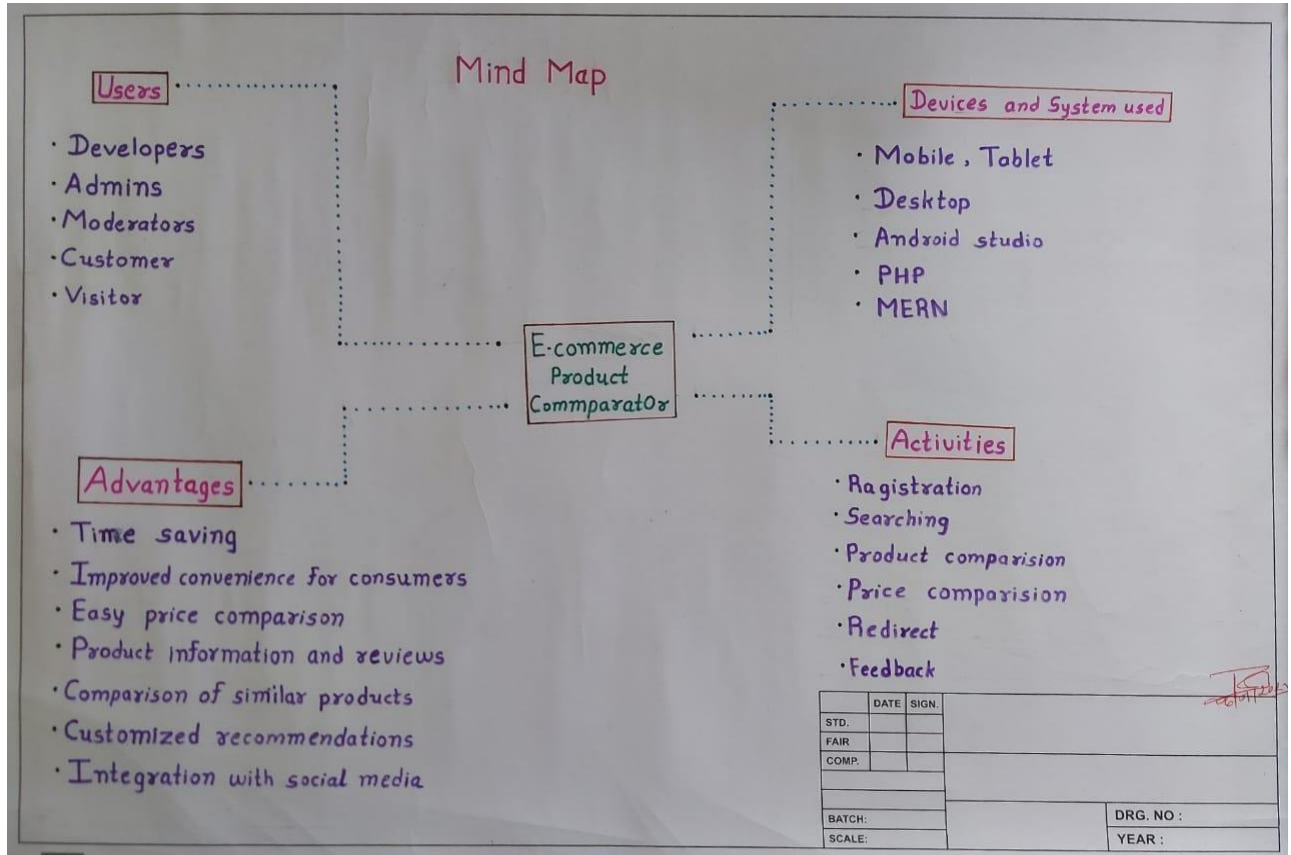 Mind Map
Users
· Developers
· Admins
· Moderators
· Customer
· Visitor
Devices and System used
· Mobile, Tablet
· Desktop
· Android studio
· PHP
· MERN
E-commerce
Product
CommparatOr
Advantages
· Time saving
· Improved convenience for consumers
· Easy price comparison
· Product information and reviews
· Comparison of similar products
· Customized recommendations
· Integration with social media
Activities
· Ragistration
· Searching
· Product comparision
· Price comparision
· Redirect
· Feedback
DATE SIGN.
STD.
FAIR
COMP.
BATCH:
SCALE:
DRG. NO :
YEAR :